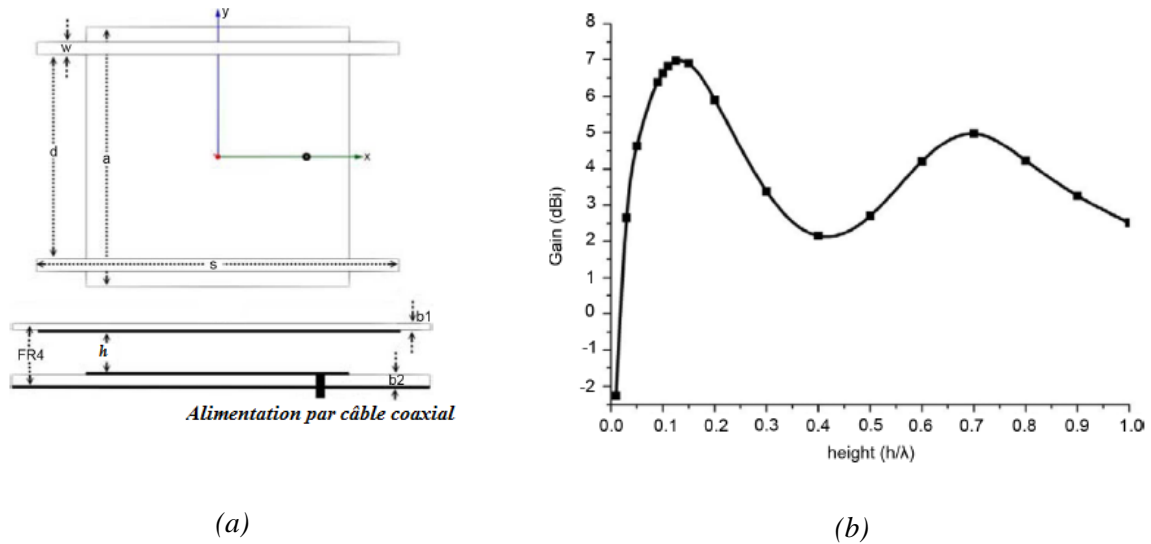 y
w
d
a
x
s
b1
FR4
h
b2
Alimentation par câble coaxial
8
7
6
5
4
3
2
1
0
-1
-2
Gain (dBi)
0.0 0.1 0.2 0.3 0.4 0.5 0.6 0.7 0.8 0.9 1.0
height (h/λ)
(a)
(b)